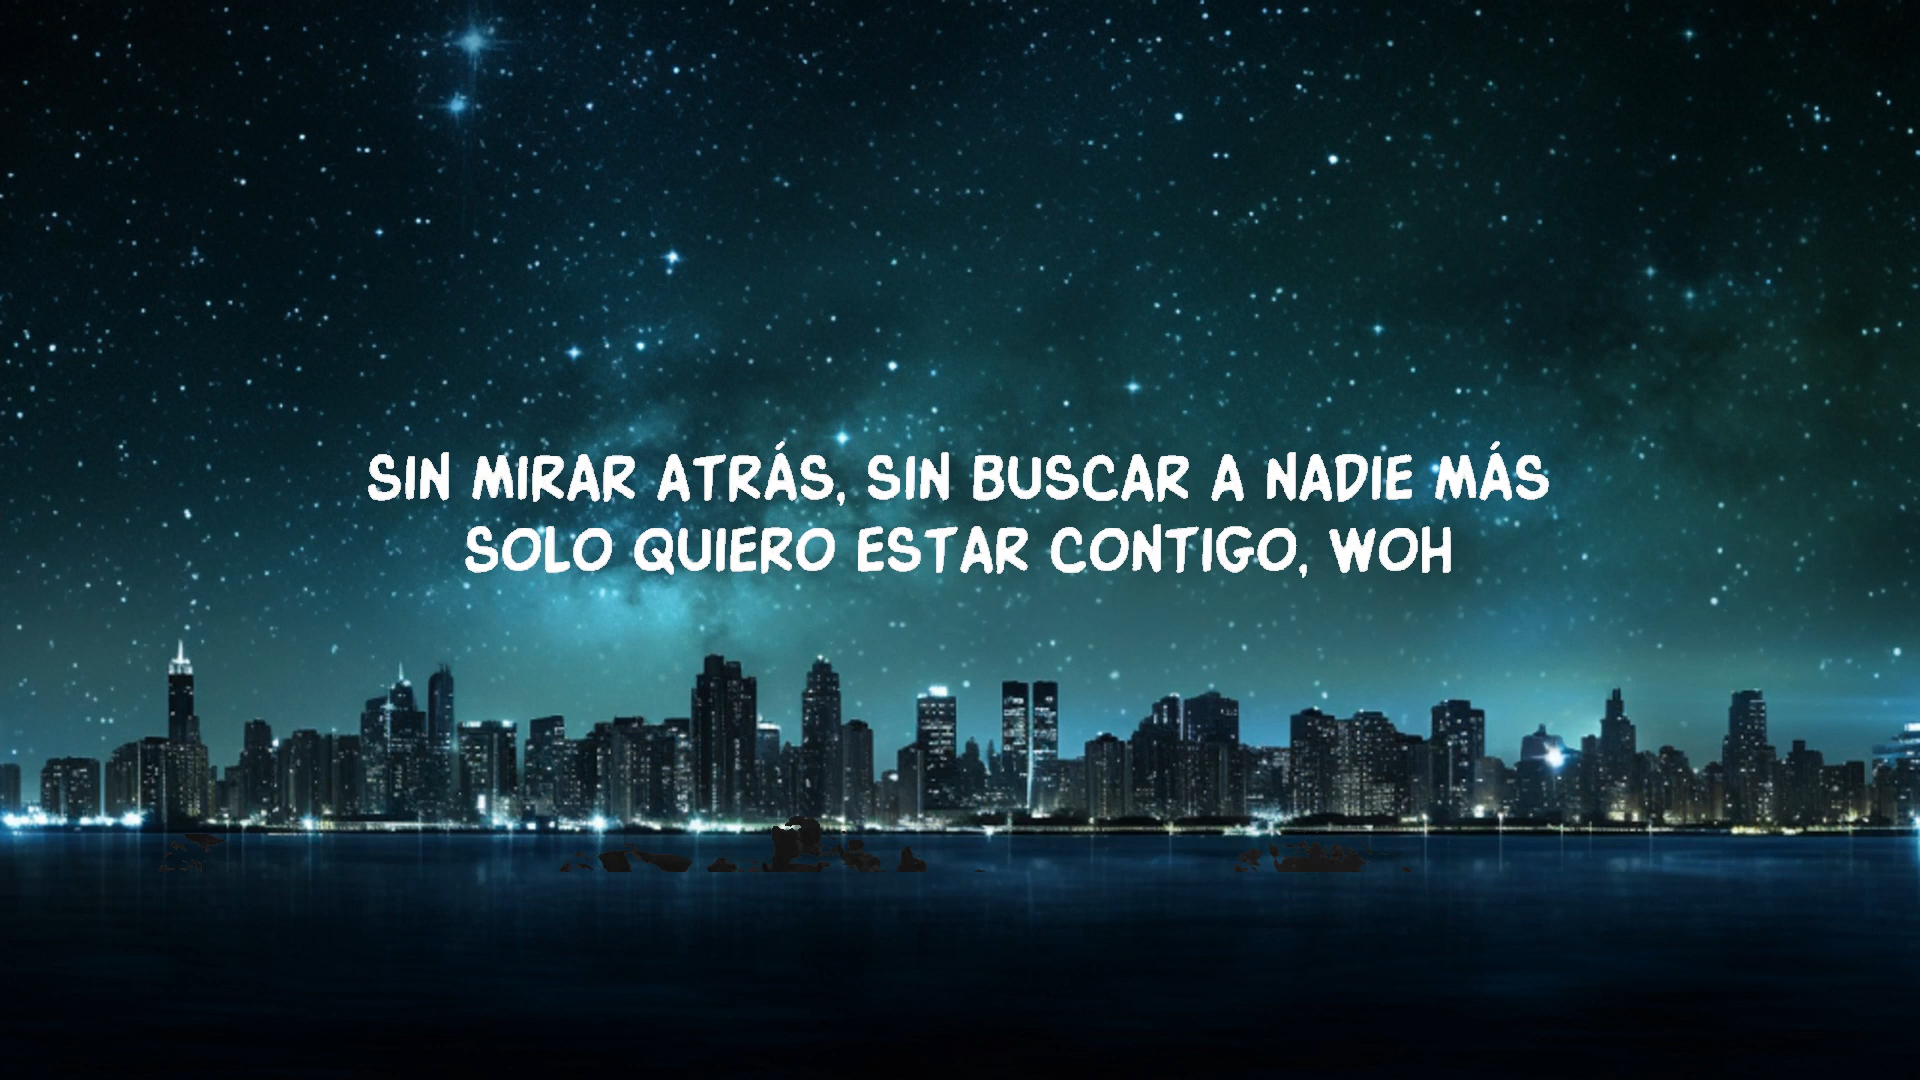 SIN MIRAR ATRÁS, SIN BUSCAR A NADIE MÁS
SOLO QUIERO ESTAR CONTIGO, WOH